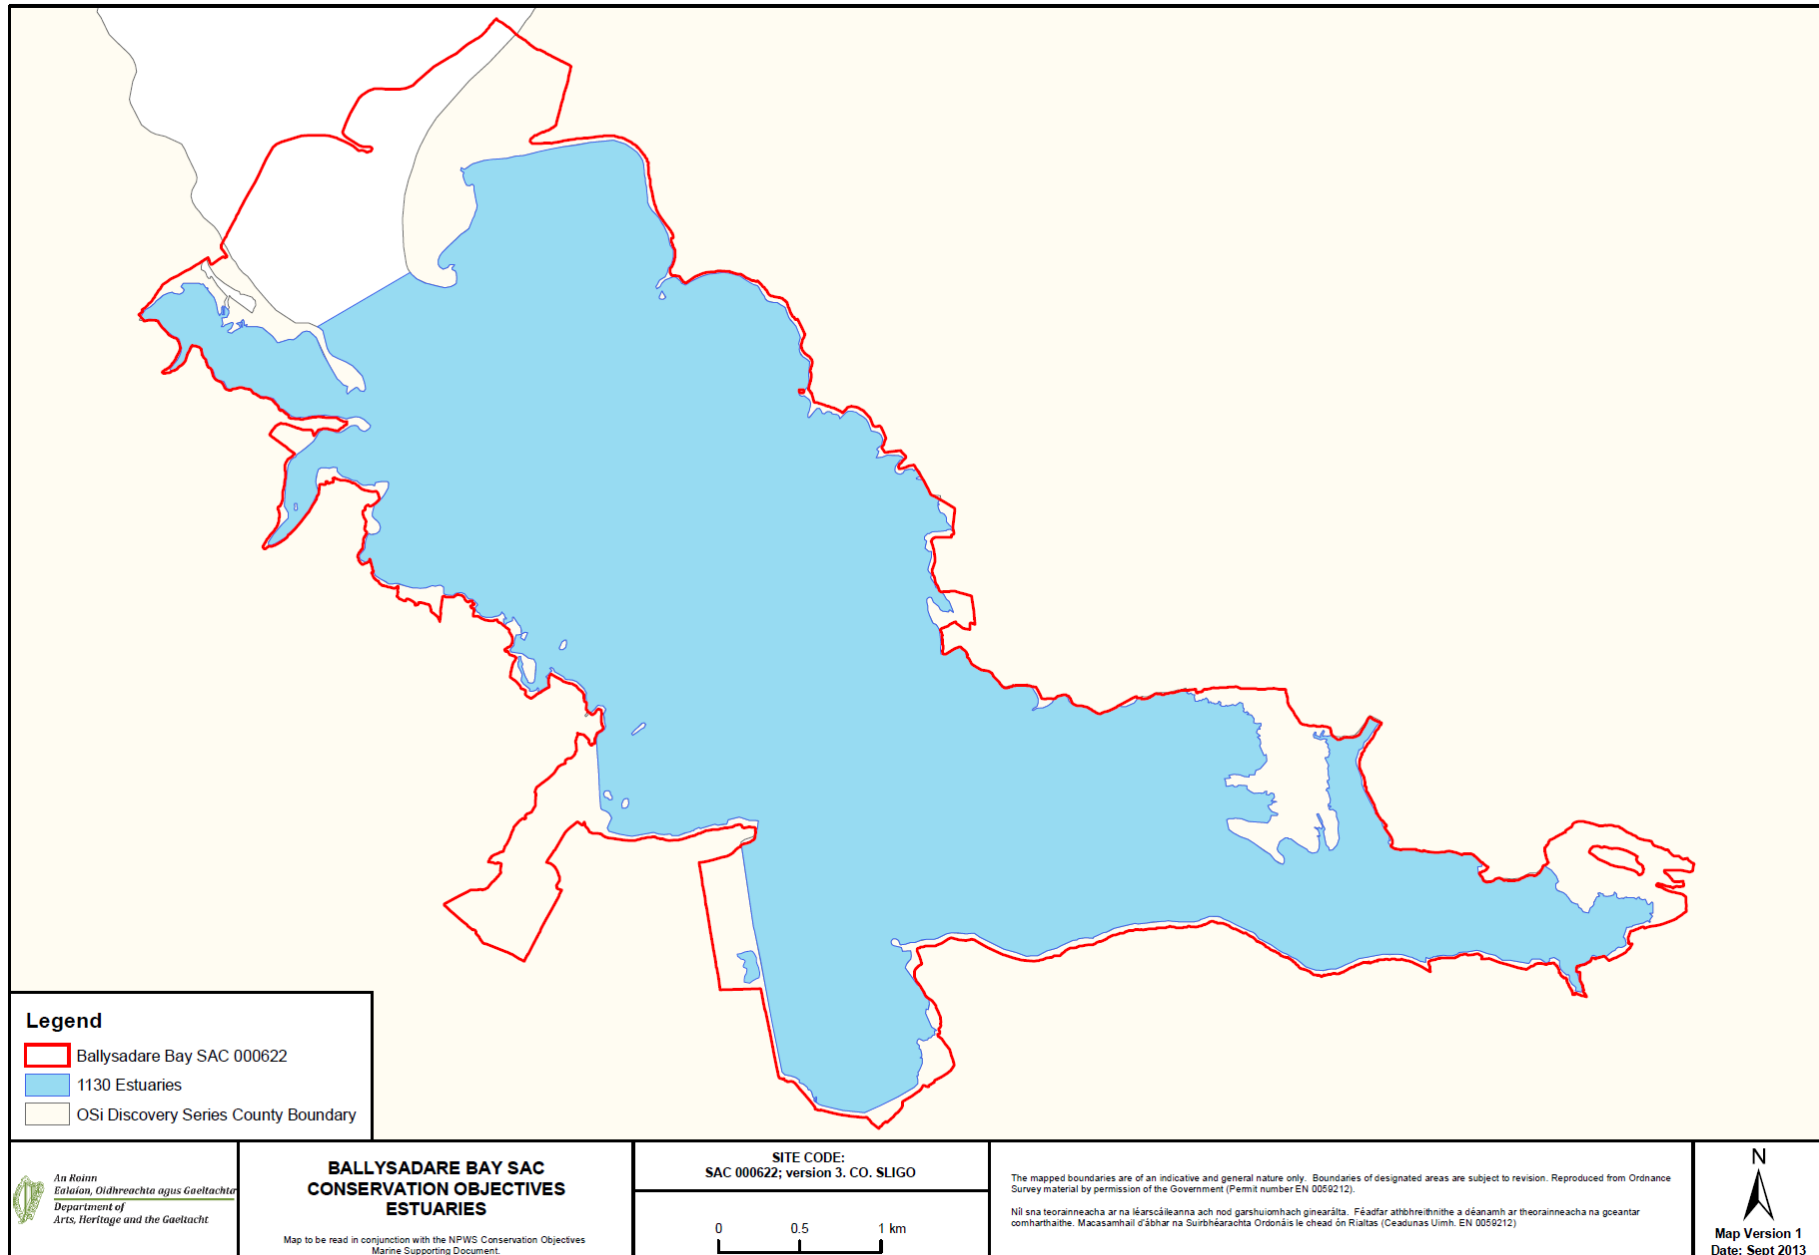 Legend
Ballysadare Bay SAC 000622
1130 Estuaries
OSi Discovery Series County Boundary
An Roinn
Ealaíon, Oidhreachta agus Gaeltachta
Department of
Arts, Heritage and the Gaeltacht
BALLYSADARE BAY SAC
CONSERVATION OBJECTIVES
ESTUARIES
Map to be read in conjunction with the NPWS Conservation Objectives
Marine Supporting Document.
SITE CODE:
SAC 000622; version 3. CO. SLIGO
0 0.5 1 km
The mapped boundaries are of an indicative and general nature only. Boundaries of designated areas are subject to revision. Reproduced from Ordnance
Survey material by permission of the Government (Permit number EN 0059212).
Níl sna teorainneacha ar na léarscáileanna ach nod garshuiomhach ginearálta. Féadfar athbhreithnithe a déanamh ar theorainneacha na gceantar
comharthaithe. Macasamhail d'ábhar na Suirbhéarachta Ordonáis le chead ón Rialtas (Ceadunas Uimh. EN 0059212)
N
Map Version 1
Date: Sept 2013